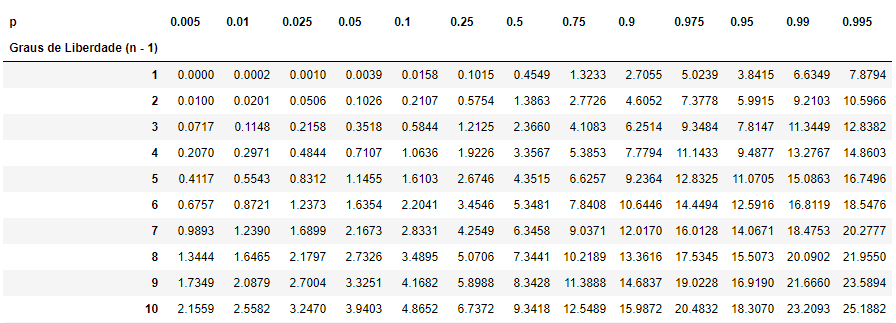 p 0.005 0.01 0.025 0.05 0.1 0.25 0.5 0.75 0.9 0.975 0.95 0.99 0.995
Graus de Liberdade (n - 1)
1 0.0000 0.0002 0.0010 0.0039 0.0158 0.1015 0.4549 1.3233 2.7055 5.0239 3.8415 6.6349 7.8794
2 0.0100 0.0201 0.0506 0.1026 0.2107 0.5754 1.3863 2.7726 4.6052 7.3778 5.9915 9.2103 10.5966
3 0.0717 0.1148 0.2158 0.3518 0.5844 1.2125 2.3660 4.1083 6.2514 9.3484 7.8147 11.3449 12.8382
4 0.2070 0.2971 0.4844 0.7107 1.0636 1.9226 3.3567 5.3853 7.7794 11.1433 9.4877 13.2767 14.8603
5 0.4117 0.5543 0.8312 1.1455 1.6103 2.6746 4.3515 6.6257 9.2364 12.8325 11.0705 15.0863 16.7496
6 0.6757 0.8721 1.2373 1.6354 2.2041 3.4546 5.3481 7.8408 10.6446 14.4494 12.5916 16.8119 18.5476
7 0.9893 1.2390 1.6899 2.1673 2.8331 4.2549 6.3458 9.0371 12.0170 16.0128 14.0671 18.4753 20.2777
8 1.3444 1.6465 2.1797 2.7326 3.4895 5.0706 7.3441 10.2189 13.3616 17.5345 15.5073 20.0902 21.9550
9 1.7349 2.0879 2.7004 3.3251 4.1682 5.8988 8.3428 11.3888 14.6837 19.0228 16.9190 21.6660 23.5894
10 2.1559 2.5582 3.2470 3.9403 4.8652 6.7372 9.3418 12.5489 15.9872 20.4832 18.3070 23.2093 25.1882